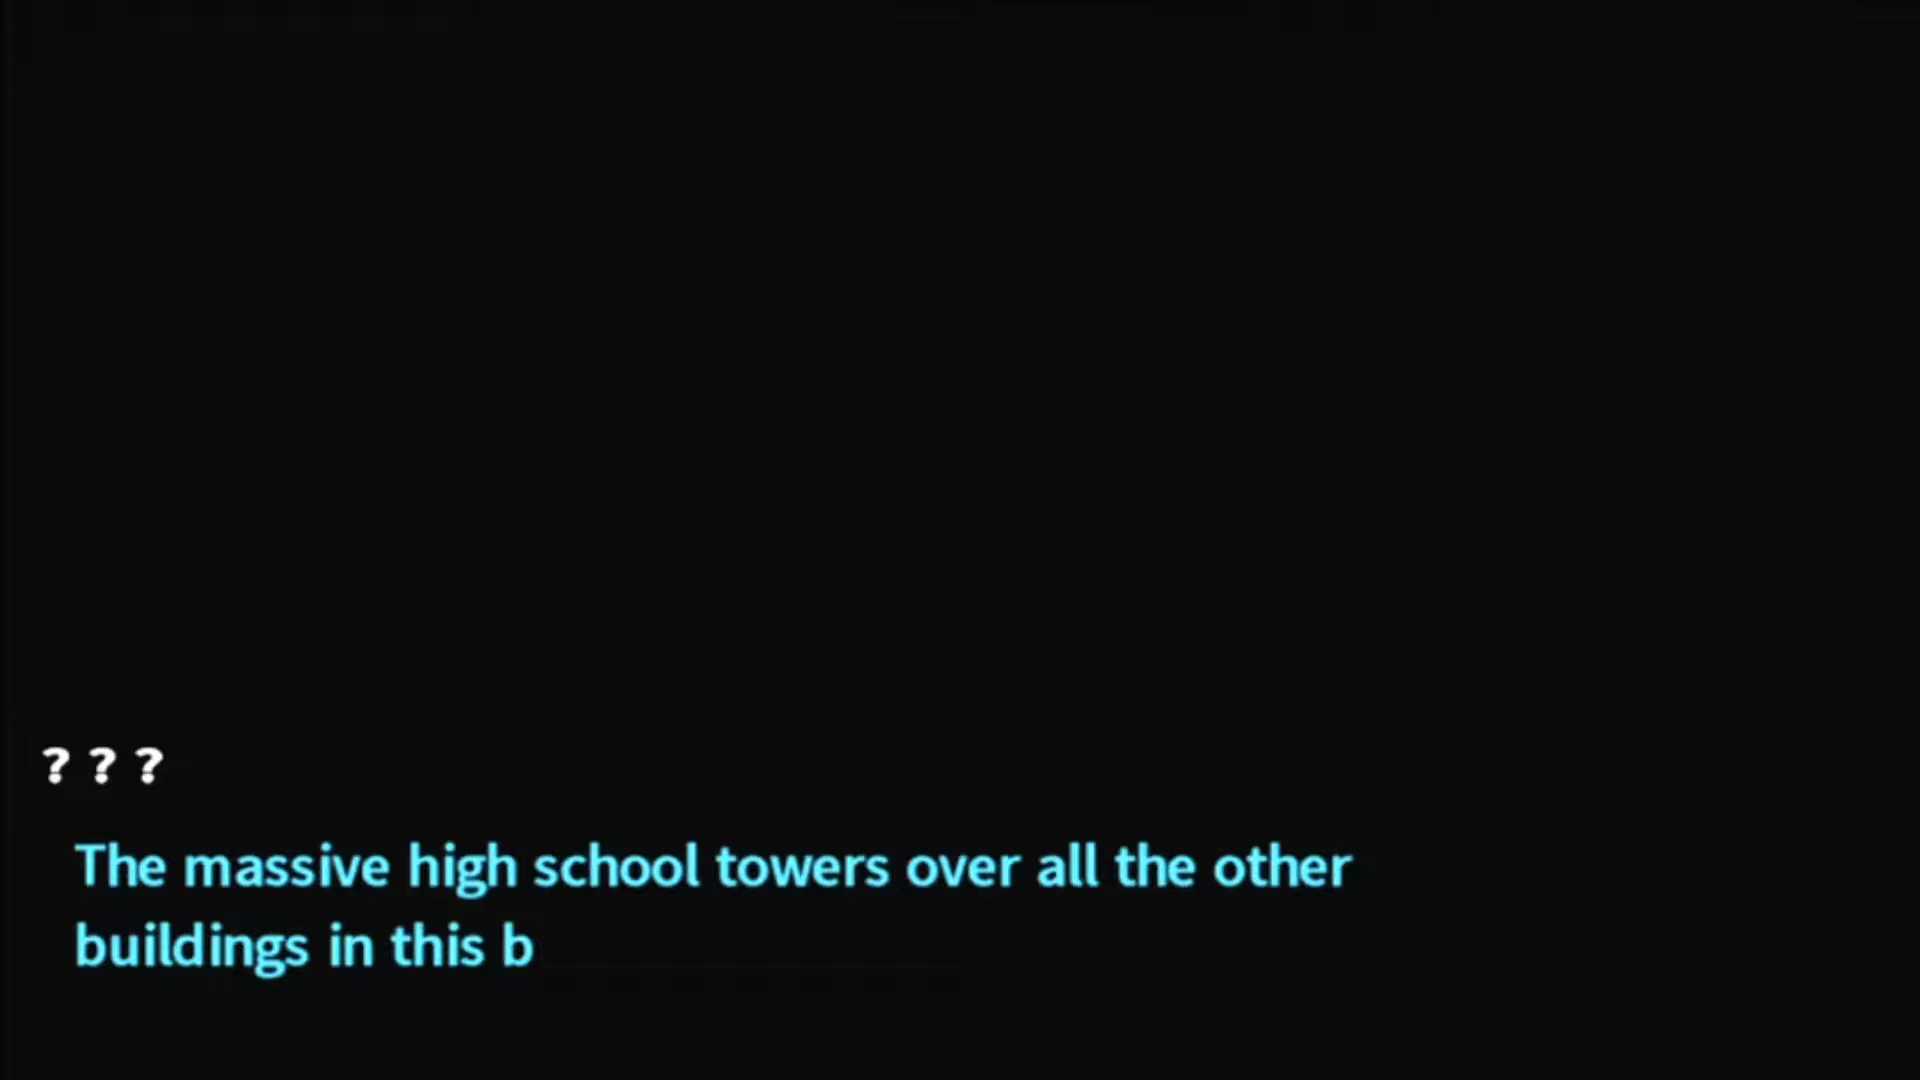 ? ? ?
The massive high school towers over all the other
buildings in this b